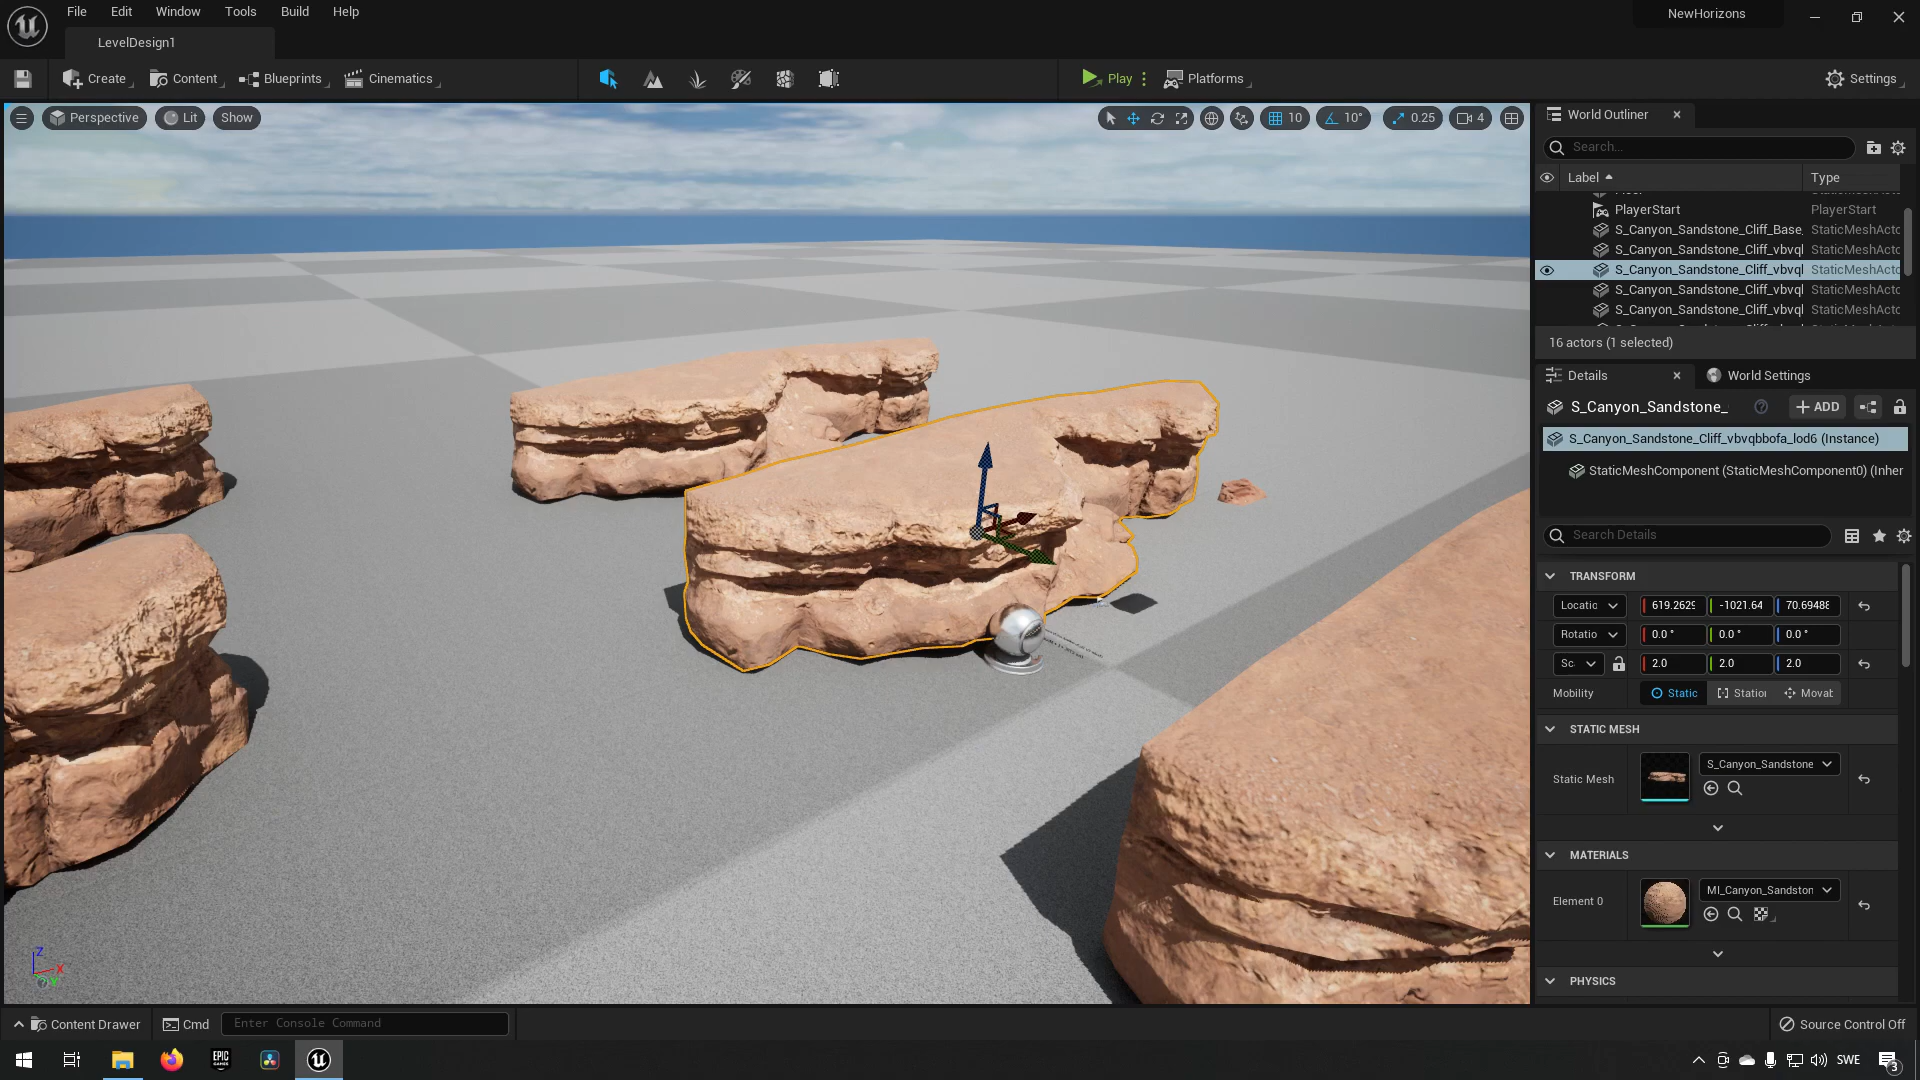 File Edit Window Tools Build Help
NewHorizons
LevelDesign1
Create Content Blueprints Cinematics Play Platforms Settings
Perspective Lit Show 10 10° 0.25 4
World Outliner
Search...
Label Type
PlayerStart PlayerStart
S_Canyon_Sandstone_Cliff_Base_ StaticMeshActo
S_Canyon_Sandstone_Cliff_vbvql StaticMeshActo
S_Canyon_Sandstone_Cliff_vbvql StaticMeshActo
S_Canyon_Sandstone_Cliff_vbvql StaticMeshActo
S_Canyon_Sandstone_Cliff_vbvql StaticMeshActo
16 actors (1 selected)
Details World Settings
S_Canyon_Sandstone_ ADD
S_Canyon_Sandstone_Cliff_vbvqbbofa_lod6 (Instance)
StaticMeshComponent (StaticMeshComponent0) (Inher
Search Details
TRANSFORM
Locatic 619.2629 -1021.64 70.69488
Rotatio 0.0 ° 0.0 ° 0.0 °
Sc 2.0 2.0 2.0
Mobility Static Station Movab
STATIC MESH
Static Mesh S_Canyon_Sandstone
MATERIALS
Element 0 MI_Canyon_Sandston
PHYSICS
Z
X
Y
Content Drawer Cmd Enter Console Command Source Control Off
EPIC GAMES
SWE 3